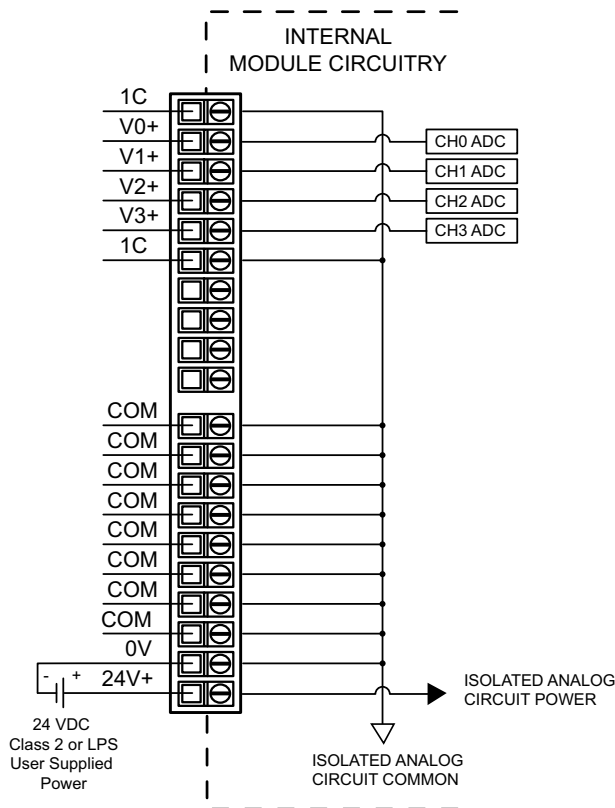 INTERNAL
MODULE CIRCUITRY
1C
V0+
CH0 ADC
V1+
CH1 ADC
V2+
CH2 ADC
V3+
CH3 ADC
1C
COM
COM
COM
COM
COM
COM
COM
COM
0V
- + 24V+
ISOLATED ANALOG
CIRCUIT POWER
24 VDC
Class 2 or LPS
User Supplied
Power
ISOLATED ANALOG
CIRCUIT COMMON